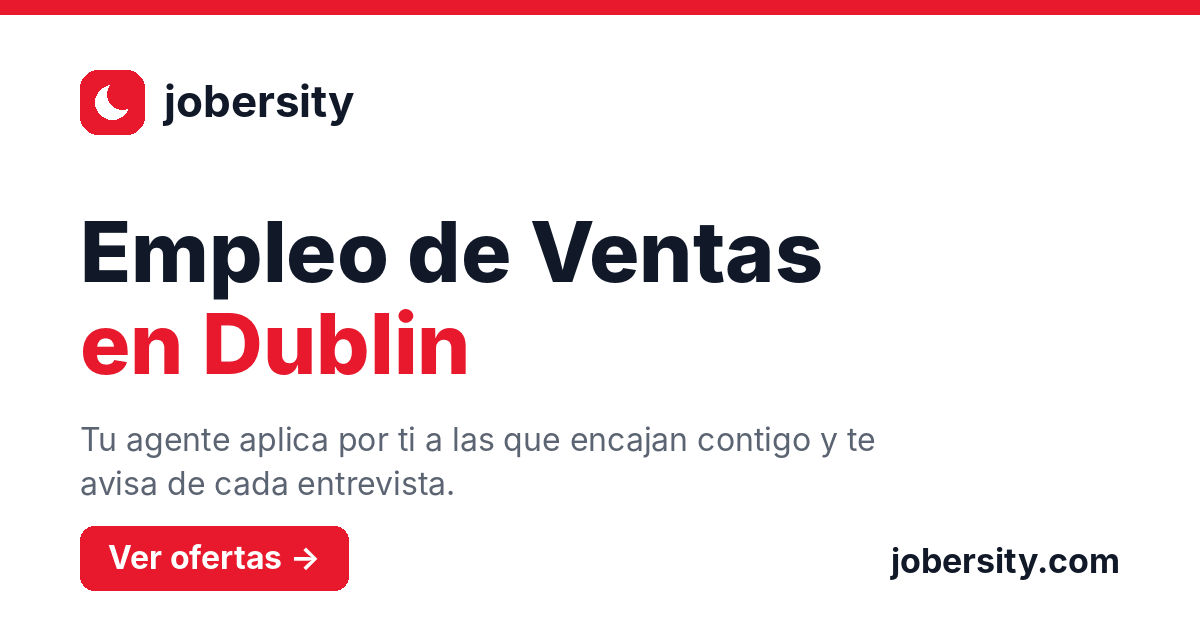 jobersity
Empleo de Ventas
en Dublin
Tu agente aplica por ti a las que encajan contigo y te
avisa de cada entrevista.
Ver ofertas →
jobersity.com